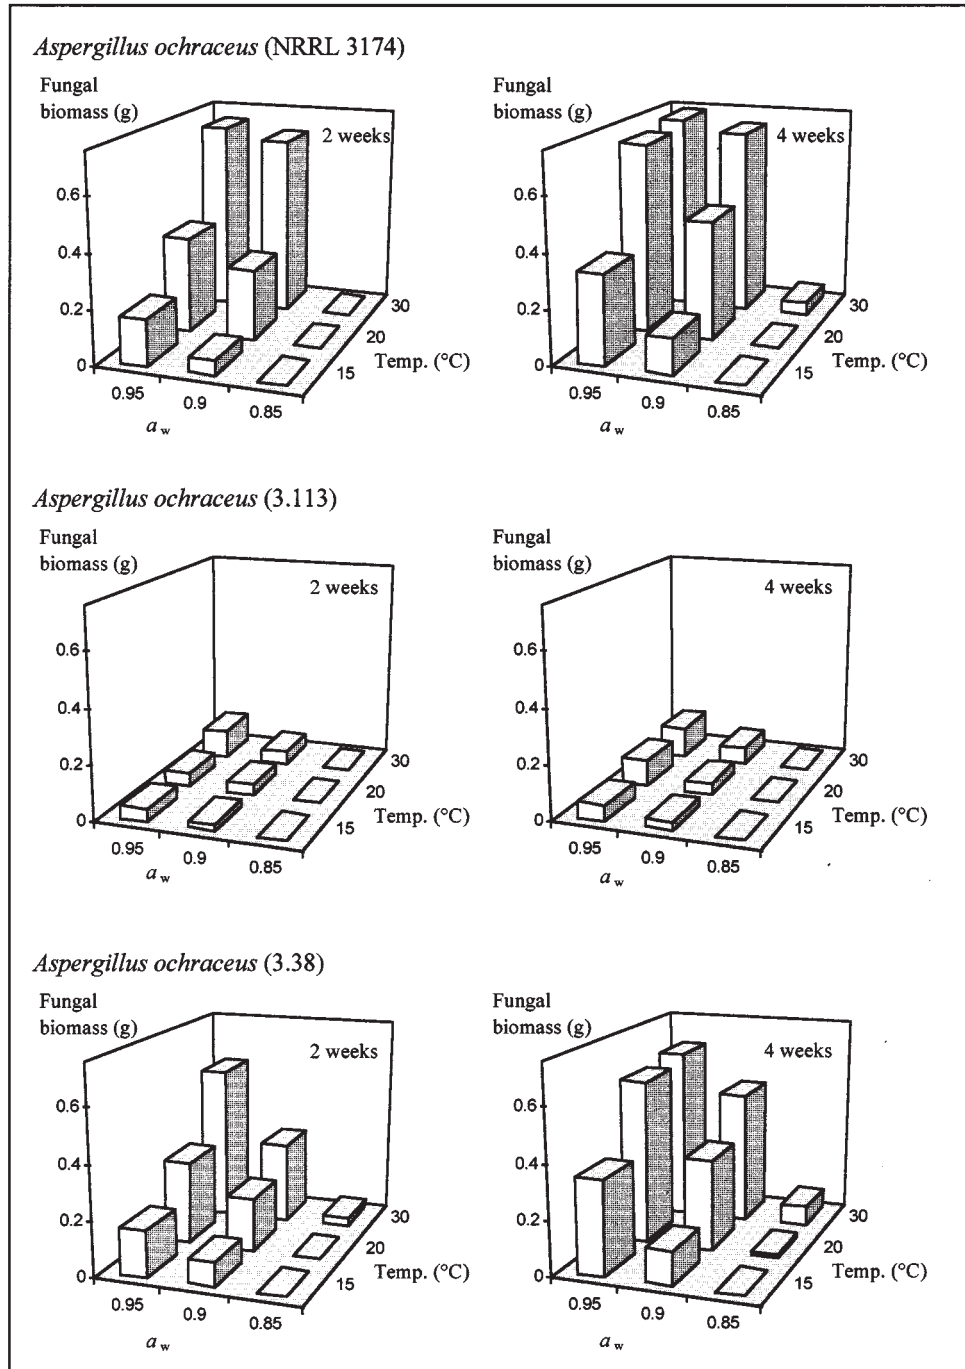 Aspergillus ochraceus (NRRL 3174)
Fungal
biomass (g)
2 weeks
0.6
0.4
0.2
0
0.95
0.9
0.85
a w
15
20
30
Temp. (°C)
Fungal
biomass (g)
4 weeks
0.6
0.4
0.2
0
0.95
0.9
0.85
a w
15
20
30
Temp. (°C)
Aspergillus ochraceus (3.113)
Fungal
biomass (g)
2 weeks
0.6
0.4
0.2
0
0.95
0.9
0.85
a w
15
20
30
Temp. (°C)
Fungal
biomass (g)
4 weeks
0.6
0.4
0.2
0
0.95
0.9
0.85
a w
15
20
30
Temp. (°C)
Aspergillus ochraceus (3.38)
Fungal
biomass (g)
2 weeks
0.6
0.4
0.2
0
0.95
0.9
0.85
a w
15
20
30
Temp. (°C)
Fungal
biomass (g)
4 weeks
0.6
0.4
0.2
0
0.95
0.9
0.85
a w
15
20
30
Temp. (°C)